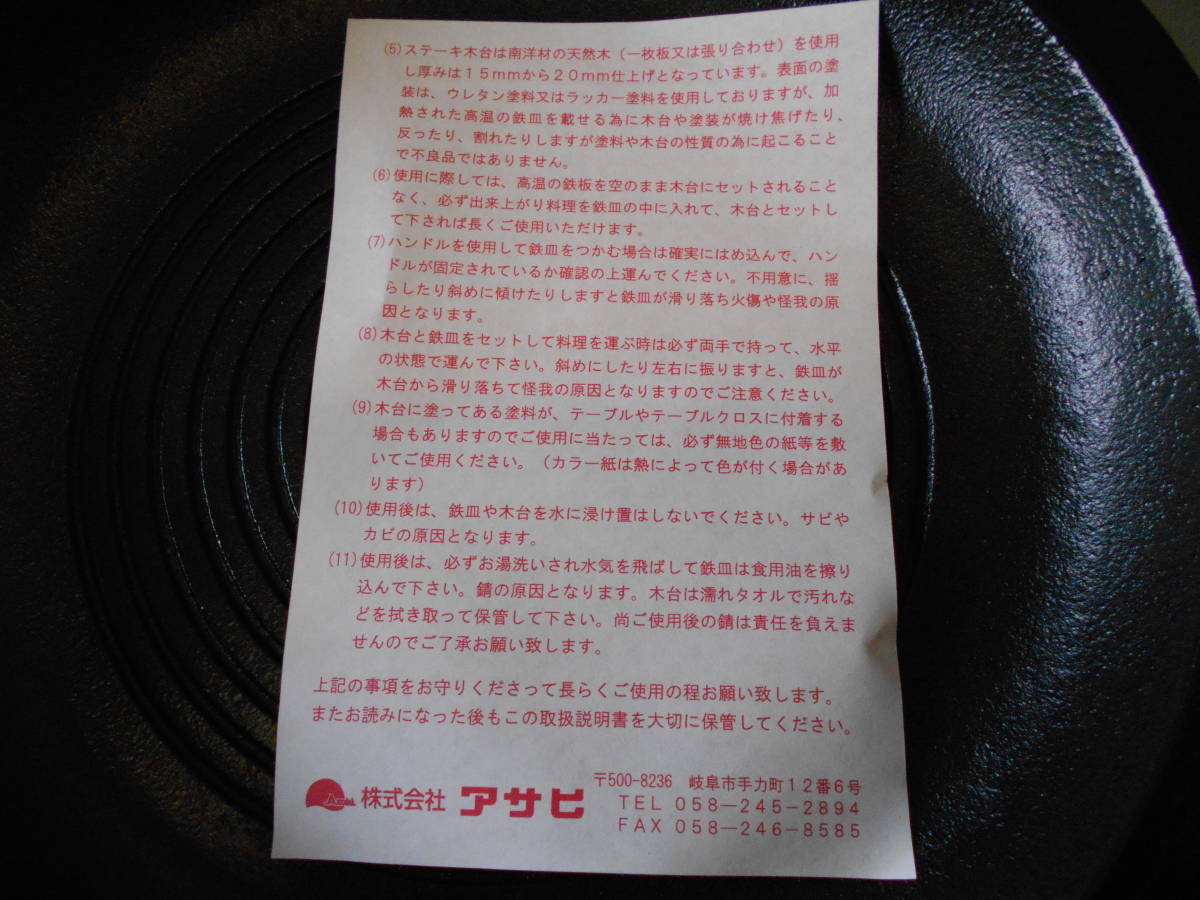 (5)ステーキ木台は南洋材の天然木（一枚板又は張り合わせ）を使用
し厚みは１５ｍｍから２０ｍｍ仕上げとなっています。表面の塗
装は、ウレタン塗料又はラッカー塗料を使用しておりますが、加
熱された高温の鉄皿を載せる為に木台や塗装が焼け焦げたり、
反ったり、割れたりしますが塗料や木台の性質の為に起こること
で不良品ではありません。
(6)使用に際しては、高温の鉄板を空のまま木台にセットされること
なく、必ず出来上がり料理を鉄皿の中に入れて、木台とセットし
て下されば長くご使用いただけます。
(7)ハンドルを使用して鉄皿をつかむ場合は確実にはめ込んで、ハン
ドルが固定されているか確認の上運んでください。不用意に、揺
らしたり斜めに傾けたりしますと鉄皿が滑り落ち火傷や怪我の原
因となります。
(8)木台と鉄皿をセットして料理を運ぶ時は必ず両手で持って、水平
の状態で運んで下さい。斜めにしたり左右に振りますと、鉄皿が
木台から滑り落ちて怪我の原因となりますのでご注意ください。
(9)木台に塗ってある塗料が、テーブルやテーブルクロスに付着する
場合もありますのでご使用に当たっては、必ず無地色の紙等を敷
いてご使用ください。（カラー紙は熱によって色が付く場合があ
ります）
(10)使用後は、鉄皿や木台を水に浸け置はしないでください。サビや
カビの原因となります。
(11)使用後は、必ずお湯洗いされ水気を飛ばして鉄皿は食用油を擦り
込んで下さい。錆の原因となります。木台は濡れタオルで汚れな
どを拭き取って保管して下さい。尚ご使用後の錆は責任を負えま
せんのでご了承お願い致します。
上記の事項をお守りくださって長らくご使用の程お願い致します。
またお読みになった後もこの取扱説明書を大切に保管してください。
株式会社 アサヒ
〒500-8236 岐阜市手力町１２番６号
TEL 058―245―2894
FAX 058―246―8585